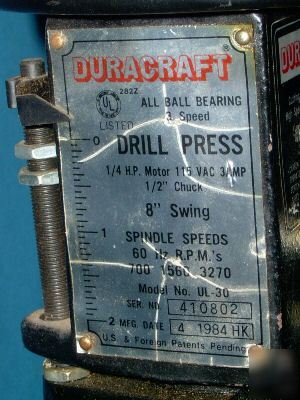 DURACRAFT ®
UL ® 282Z
LISTED
ALL BALL BEARING
3 Speed
0
DRILL PRESS
1/4 H.P. Motor 115 VAC 3AMP
1/2" Chuck
8" Swing
1
SPINDLE SPEEDS
60 Hz R.P.M.'s
700 1560 3270
Model No. UL-30
SER. NO. 410802
2 MFG. DATE 4 1984 HK
U.S. & Foreign Patents Pending